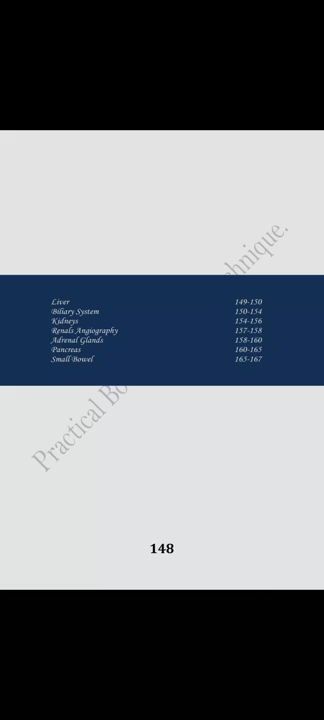 Liver 149-150
Biliary System 150-154
Kidneys 154-156
Renals Angiography 157-158
Adrenal Glands 158-160
Pancreas 160-165
Small Bowel 165-167
Practical
148